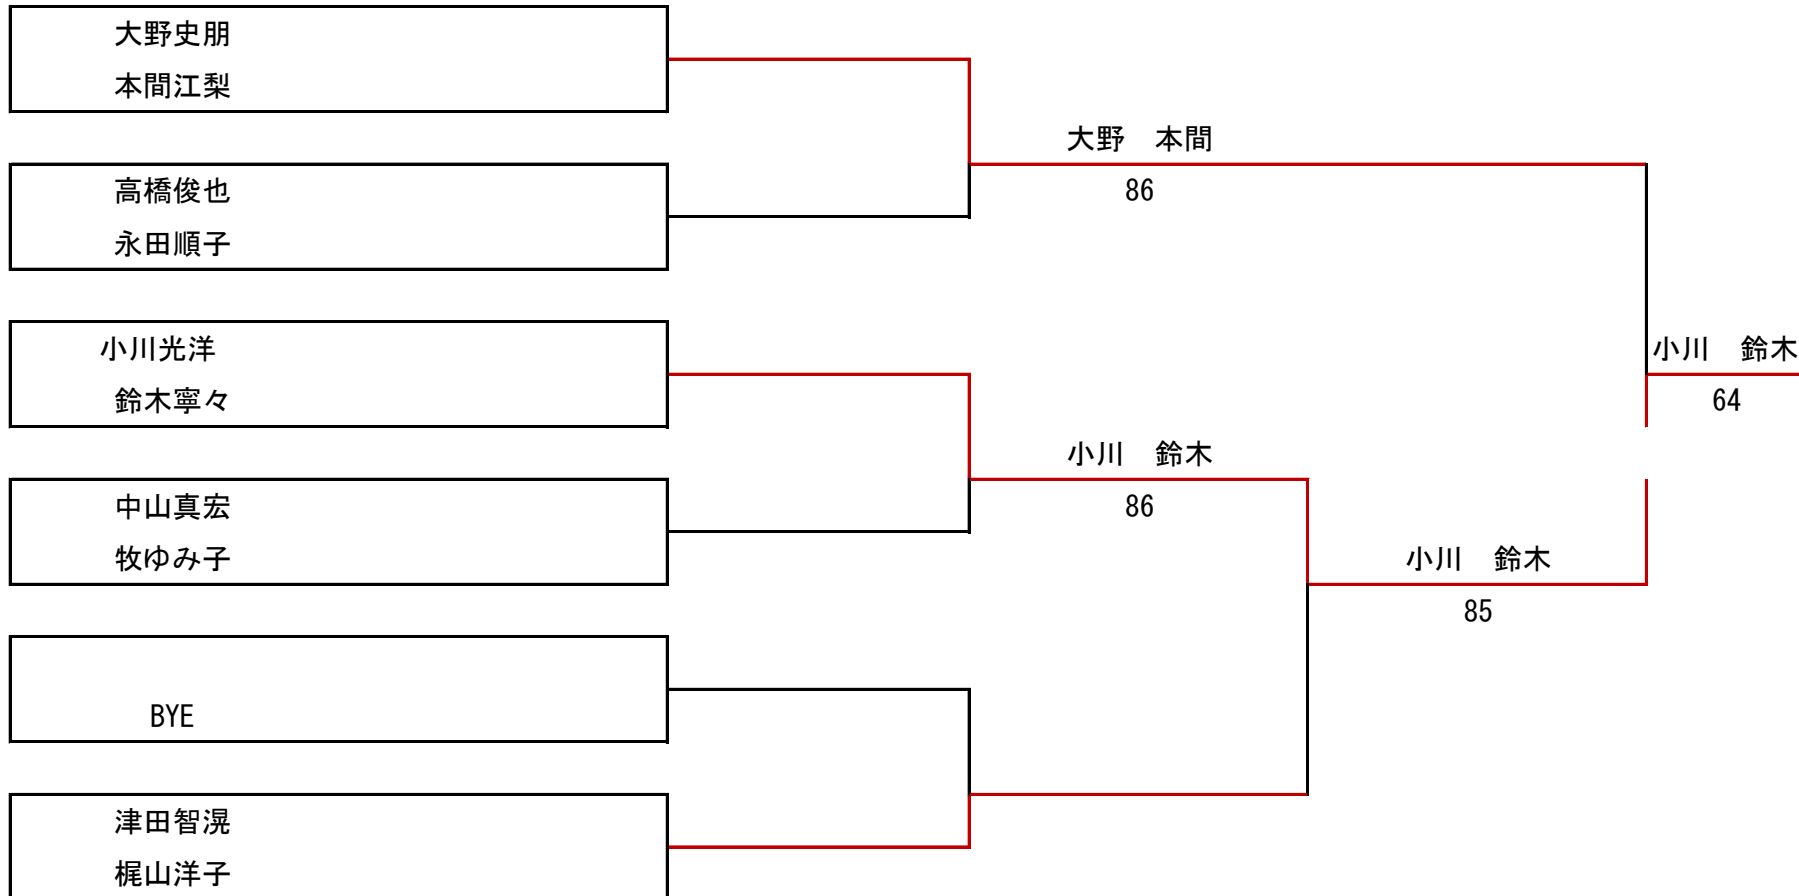 大野史朋
本間江梨
大野　本間
86
高橋俊也
永田順子
小川光洋
鈴木寧々
小川　鈴木
64
小川　鈴木
86
中山真宏
牧ゆみ子
小川　鈴木
85
BYE
津田智滉
梶山洋子